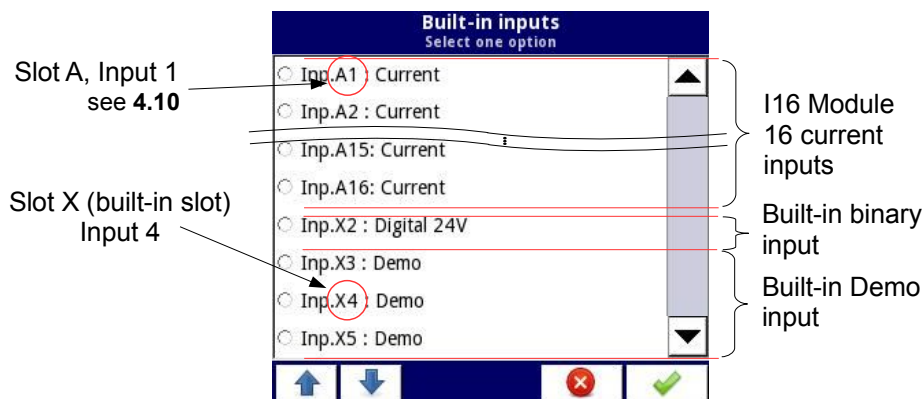 Built-in inputs
Select one option
Slot A, Input 1
see 4.10
Inp.A1 : Current
Inp.A2 : Current
Inp.A15: Current
Inp.A16: Current
I16 Module
16 current
inputs
Slot X (built-in slot)
Input 4
Inp.X2 : Digital 24V
Built-in binary
input
Inp.X3 : Demo
Inp.X4 : Demo
Inp.X5 : Demo
Built-in Demo
input